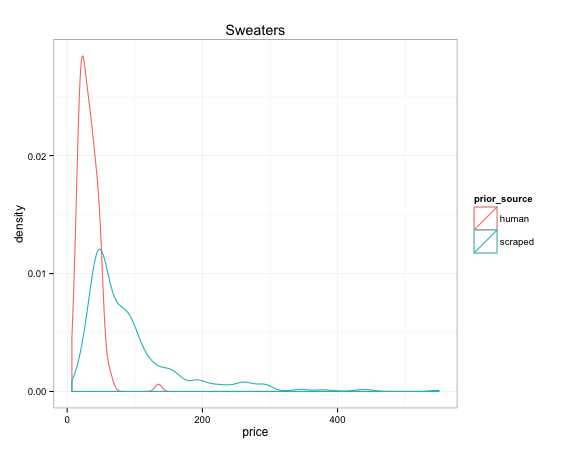 Sweaters
density
0.02
0.01
0.00
0
200
400
price
prior_source
human
scraped